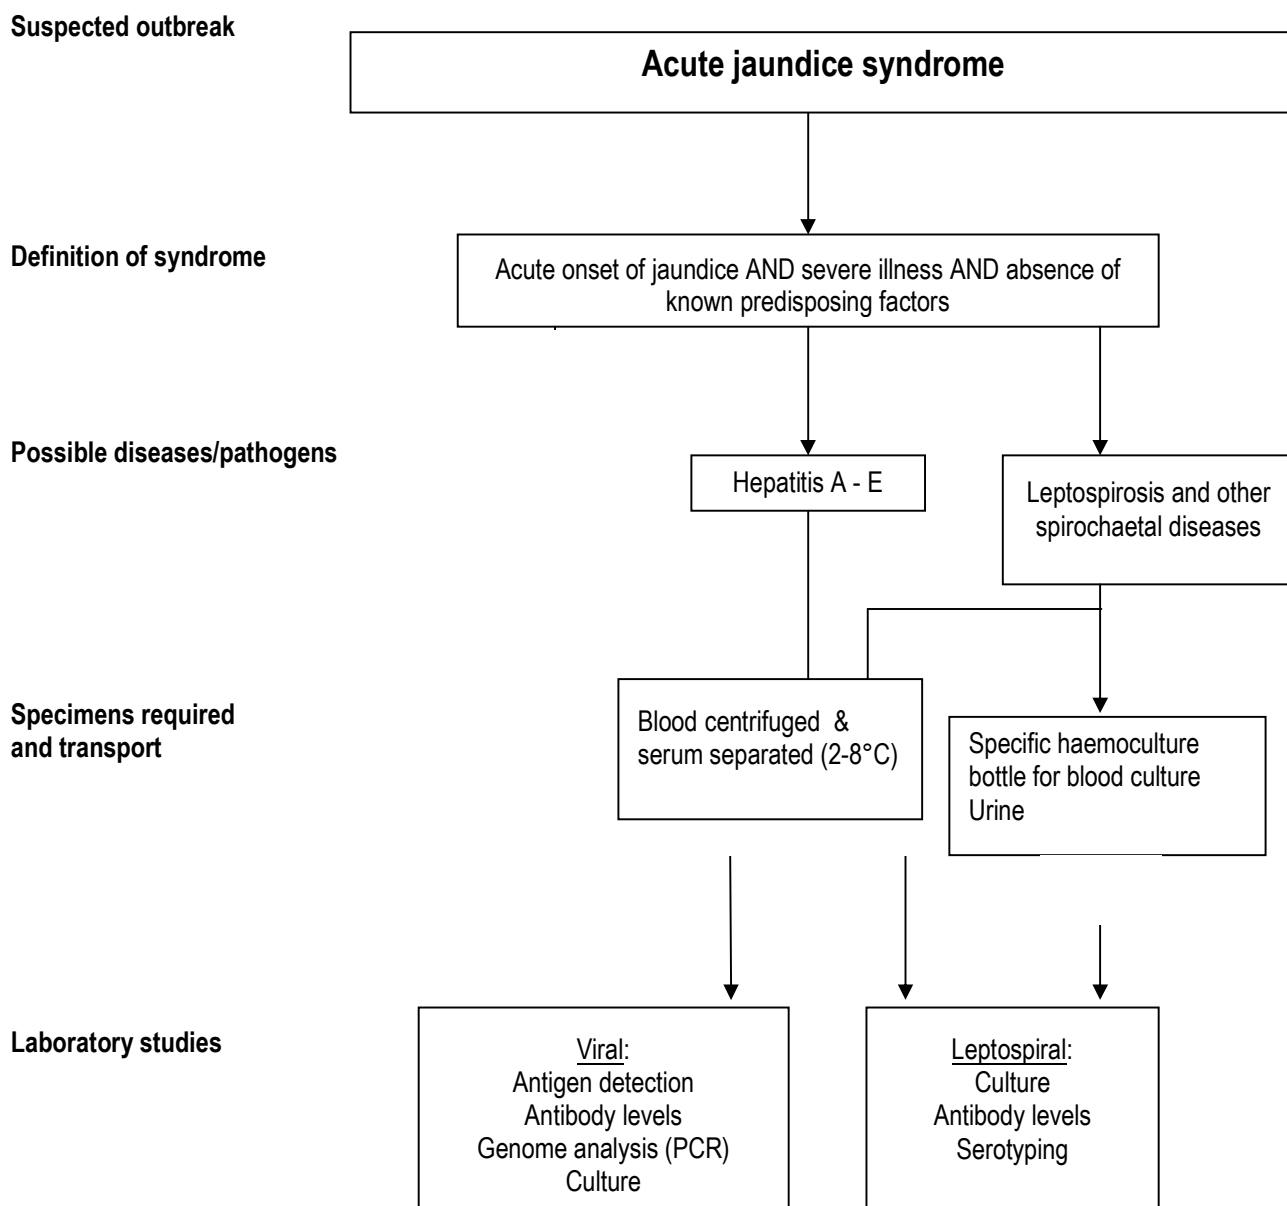 Suspected outbreak
Acute jaundice syndrome
Definition of syndrome
Acute onset of jaundice AND severe illness AND absence of
known predisposing factors
Possible diseases/pathogens
Hepatitis A - E
Leptospirosis and other
spirochaetal diseases
Specimens required
and transport
Blood centrifuged &
serum separated (2-8°C)
Specific haemoculture
bottle for blood culture
Urine
Laboratory studies
Viral:
Antigen detection
Antibody levels
Genome analysis (PCR)
Culture
Leptospiral:
Culture
Antibody levels
Serotyping